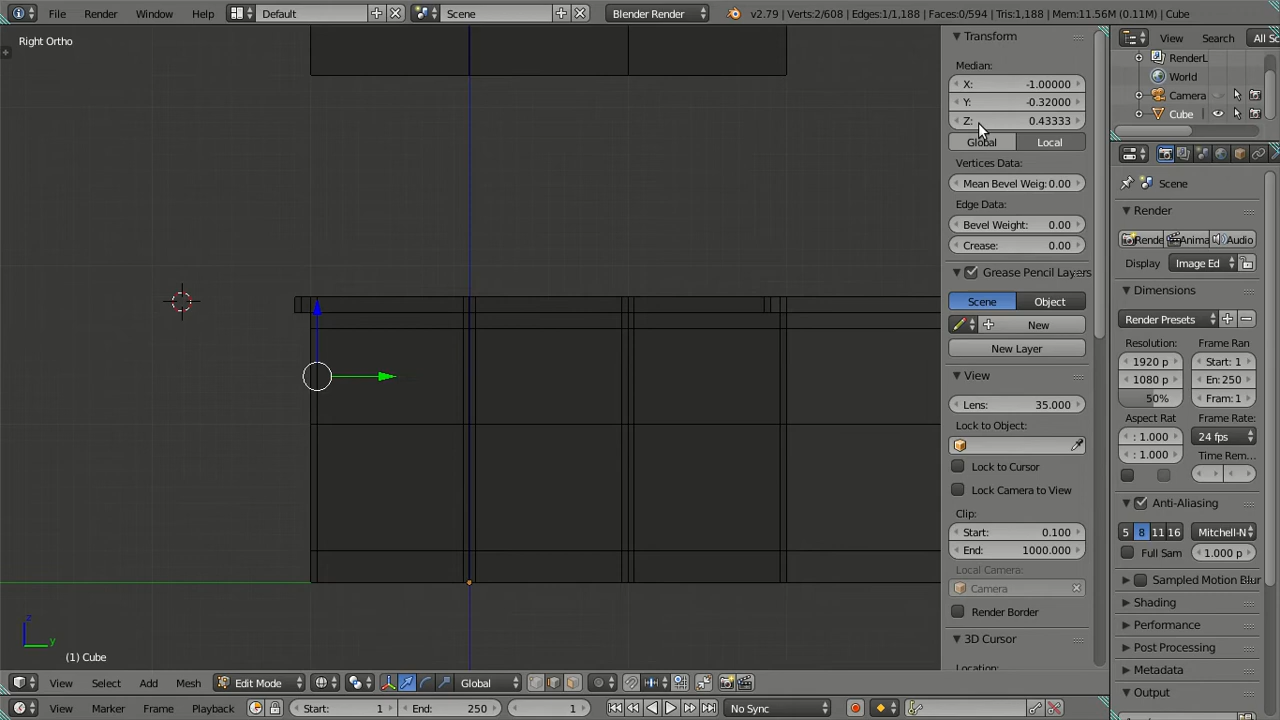 File Render Window Help Default Scene Blender Render v2.79 | Verts:2/608 | Edges:1/1,188 | Faces:0/594 | Tris:1,188 | Mem:11.56M (0.11M) | Cube
Right Ortho
Transform
Median:
X: -1.00000
Y: -0.32000
Z: 0.43333
Global Local
Vertices Data:
Mean Bevel Weig: 0.00
Edge Data:
Bevel Weight: 0.00
Crease: 0.00
Grease Pencil Layers
Scene Object
New
New Layer
View
Lens: 35.000
Lock to Object:
Lock to Cursor
Lock Camera to View
Clip:
Start: 0.100
End: 1000.000
Local Camera:
Camera
Render Border
3D Cursor
Location:
View Search All Sc
RenderL
World
Camera
Cube
Scene
Render
Rende Anima Audio
Display Image Ed
Dimensions
Render Presets
Resolution: Frame Ran
1920 p Start: 1
1080 p En: 250
50% Fram: 1
Aspect Rat Frame Rate:
: 1.000 24 fps
: 1.000 Time Rem...
Anti-Aliasing
5 8 11 16 Mitchell-N
Full Sam 1.000 p
Sampled Motion Blur
Shading
Performance
Post Processing
Metadata
Output
z
y
(1) Cube
View Select Add Mesh Edit Mode Global
View Marker Frame Playback Start: 1 End: 250 1 No Sync